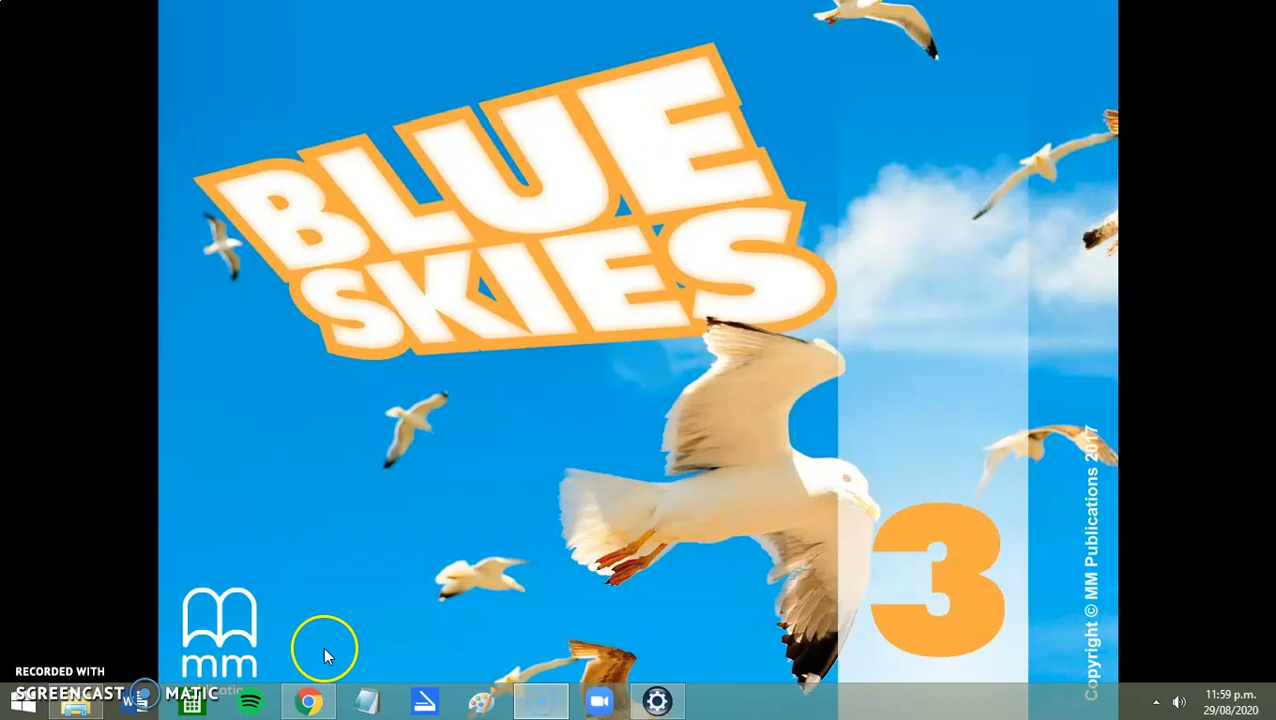 BLUE
SKIES
3
Copyright © MM Publications 2017
mm
RECORDED WITH
SCREENCAST MATIC
11:59 p.m.
29/08/2020